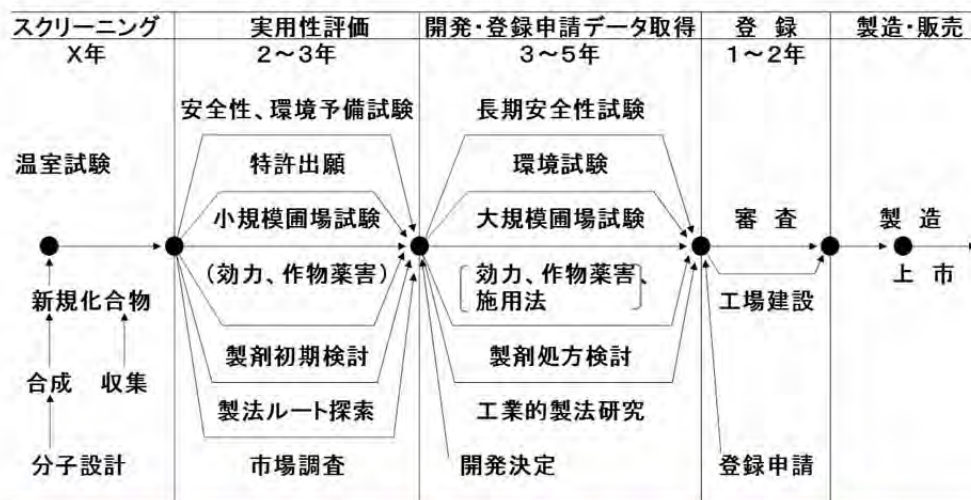 スクリーニング 実用性評価 開発・登録申請データ取得 登 録 製造・販売
X年 2～3年 3～5年 1～2年
安全性、環境予備試験 長期安全性試験
温室試験 特許出願 環境試験
小規模圃場試験 大規模圃場試験 審 査 製 造
(効力、作物薬害) 効力、作物薬害、 上 市
施用法
新規化合物 工場建設
製剤初期検討 製剤処方検討
合成 収集
製法ルート探索 工業的製法研究
分子設計 市場調査 開発決定 登録申請